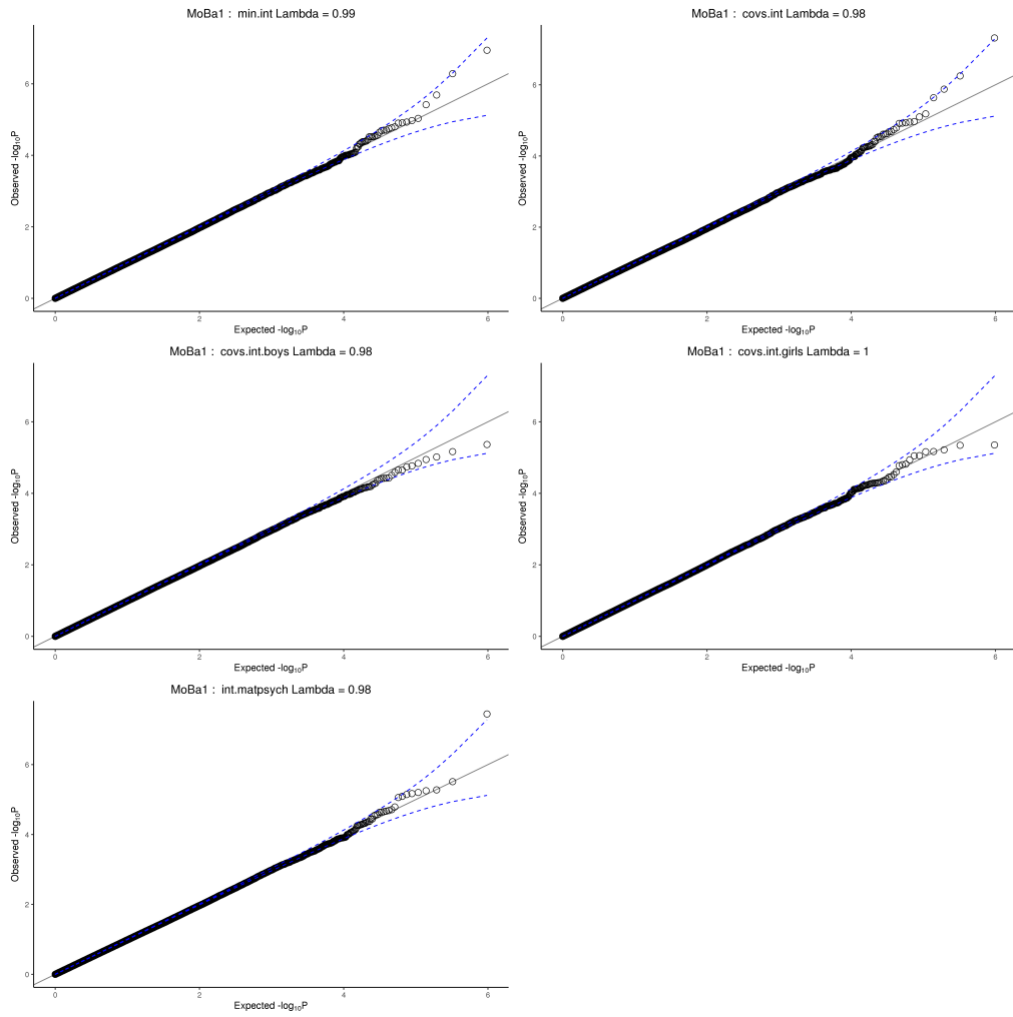 MoBa1 : min.int Lambda = 0.99
Observed -log₁₀P
6
4
2
0
0 2 4 6
Expected -log₁₀P
MoBa1 : covs.int Lambda = 0.98
Observed -log₁₀P
6
4
2
0
0 2 4 6
Expected -log₁₀P
MoBa1 : covs.int.boys Lambda = 0.98
Observed -log₁₀P
6
4
2
0
0 2 4 6
Expected -log₁₀P
MoBa1 : covs.int.girls Lambda = 1
Observed -log₁₀P
6
4
2
0
0 2 4 6
Expected -log₁₀P
MoBa1 : int.matpsych Lambda = 0.98
Observed -log₁₀P
6
4
2
0
0 2 4 6
Expected -log₁₀P